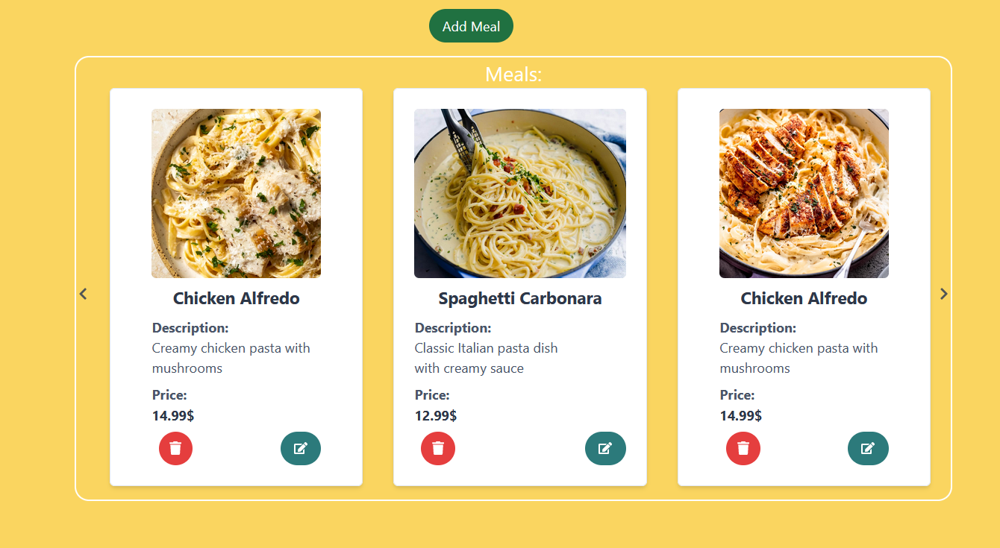 Add Meal
Meals:
Chicken Alfredo
Description:
Creamy chicken pasta with
mushrooms
Price:
14.99$
Spaghetti Carbonara
Description:
Classic Italian pasta dish
with creamy sauce
Price:
12.99$
Chicken Alfredo
Description:
Creamy chicken pasta with
mushrooms
Price:
14.99$